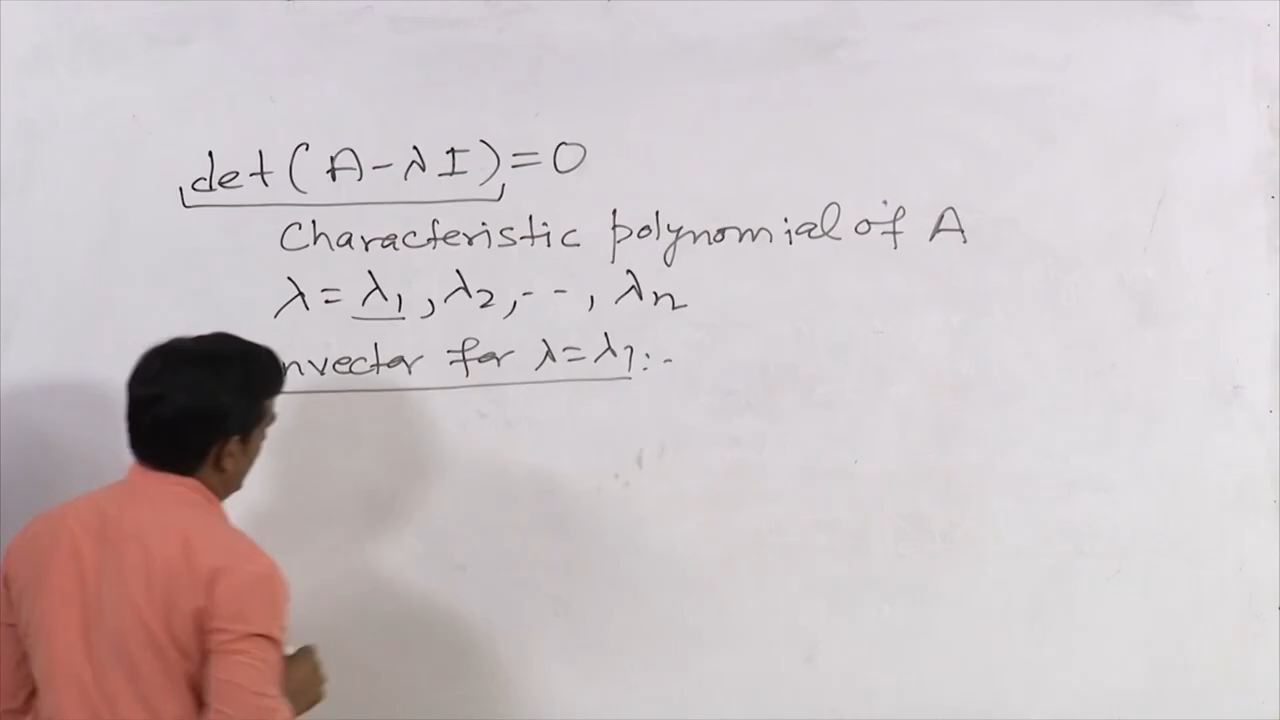 det(A-λI)=0
Characteristic polynomial of A
λ=λ1,λ2,--,λn
nvector for λ=λ1:-